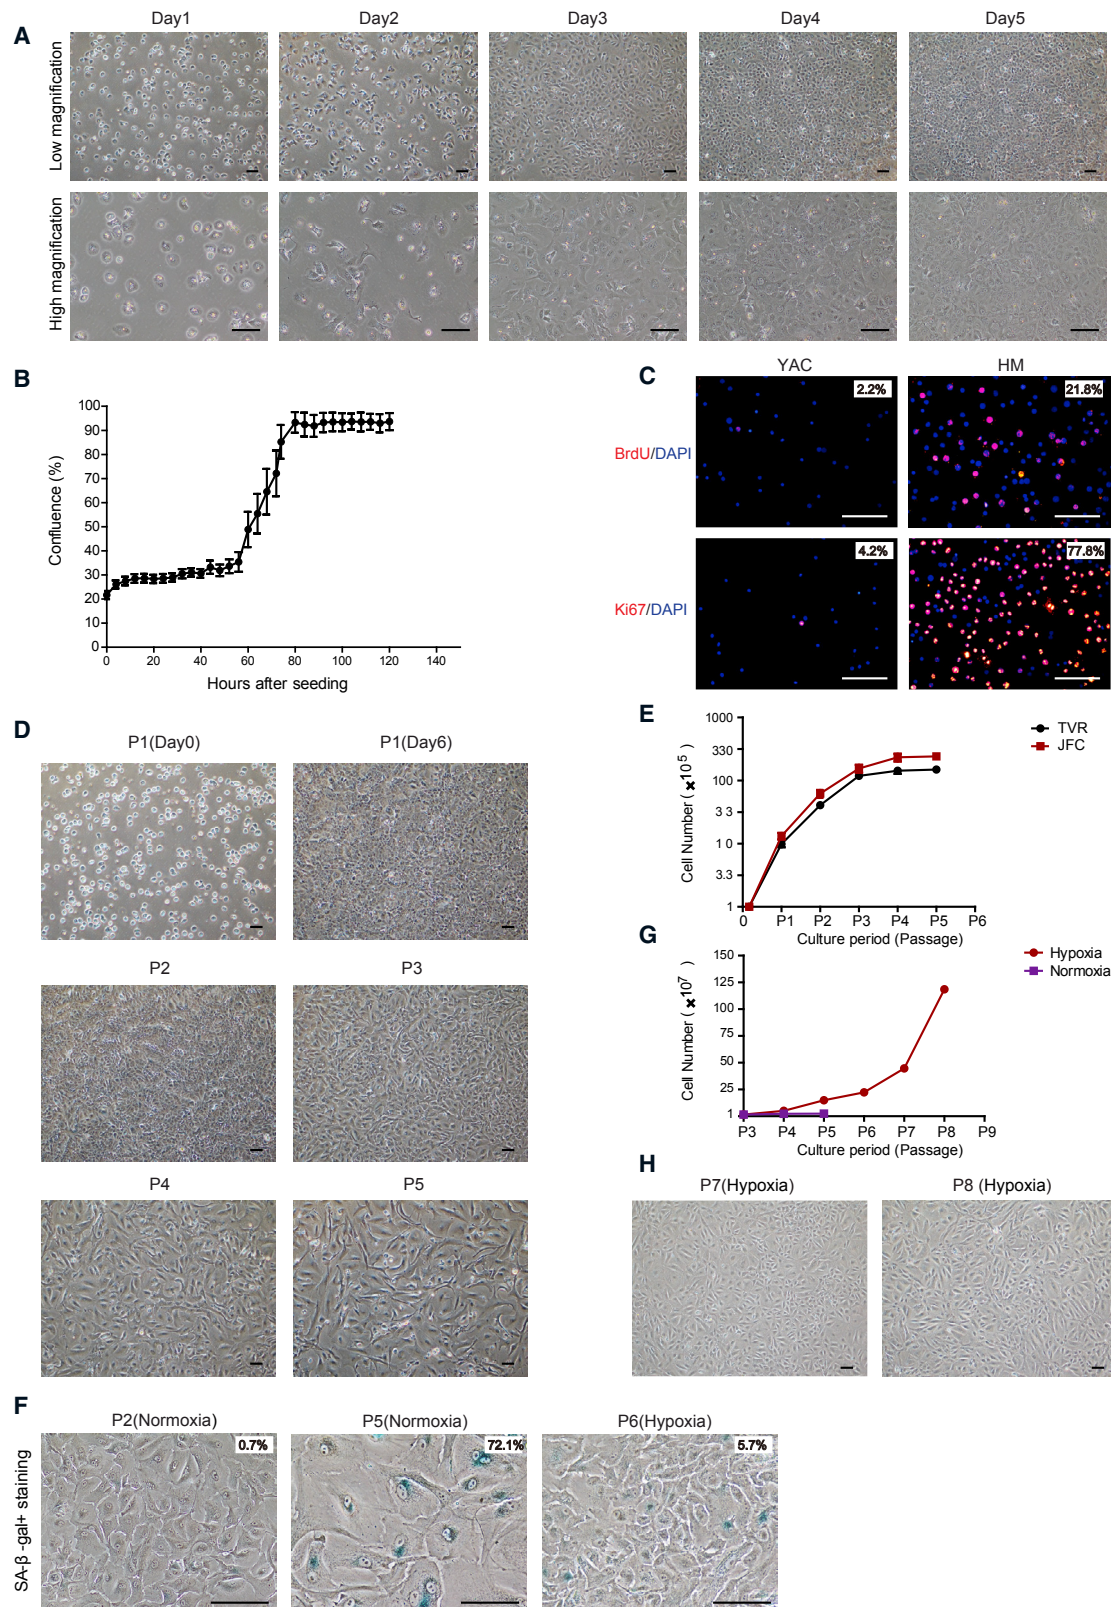 A
Day1
Day2
Day3
Day4
Day5
Low magnification
High magnification
B
100
90
80
70
60
50
40
30
20
10
0
Confluence (%)
0
20
40
60
80
100
120
140
Hours after seeding
C
YAC
HM
BrdU/DAPI
2.2%
21.8%
Ki67/DAPI
4.2%
77.8%
D
P1(Day0)
P1(Day6)
P2
P3
P4
P5
E
1000
330
100
3.3
1 0
3.3
1
Cell Number ( ×10⁵ )
TVR
JFC
0
P1
P2
P3
P4
P5
P6
Culture period (Passage)
G
150
125
100
75
50
25
1
Cell Number ( ×10⁷ )
Hypoxia
Normoxia
P3
P4
P5
P6
P7
P8
P9
Culture period (Passage)
H
P7(Hypoxia)
P8 (Hypoxia)
F
P2(Normoxia)
P5(Normoxia)
P6(Hypoxia)
SA-β -gal+ staining
0.7%
72.1%
5.7%